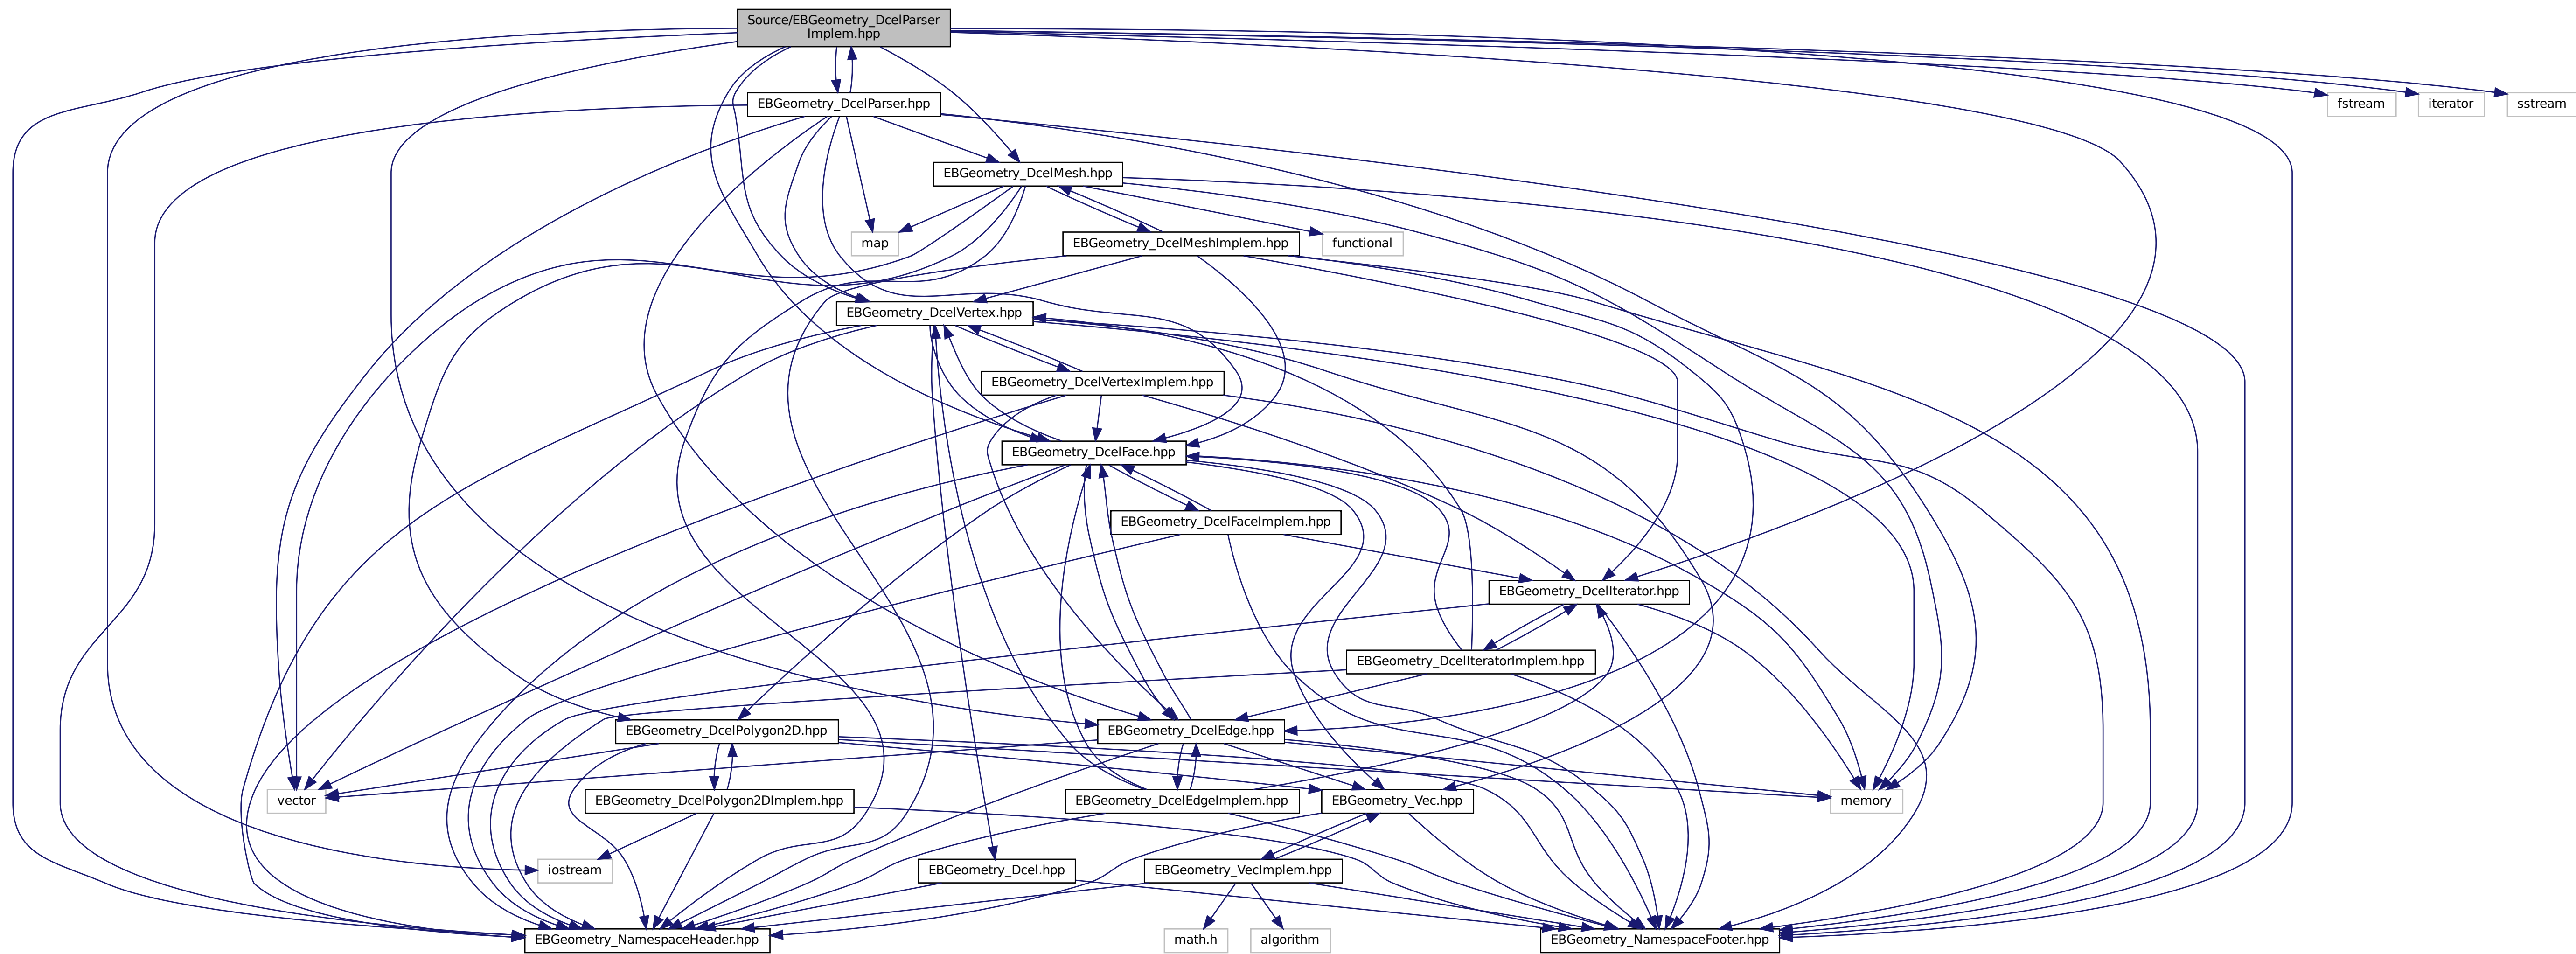 Source/EBGeometry_DcelParser
Implem.hpp
EBGeometry_DcelParser.hpp
fstream
iterator
sstream
EBGeometry_DcelMesh.hpp
map
EBGeometry_DcelMeshImplem.hpp
functional
EBGeometry_DcelVertex.hpp
EBGeometry_DcelVertexImplem.hpp
EBGeometry_DcelFace.hpp
EBGeometry_DcelFaceImplem.hpp
EBGeometry_DcelIterator.hpp
EBGeometry_DcelIteratorImplem.hpp
EBGeometry_DcelPolygon2D.hpp
EBGeometry_DcelEdge.hpp
vector
EBGeometry_DcelPolygon2DImplem.hpp
EBGeometry_DcelEdgeImplem.hpp
EBGeometry_Vec.hpp
memory
iostream
EBGeometry_Dcel.hpp
EBGeometry_VecImplem.hpp
EBGeometry_NamespaceHeader.hpp
math.h
algorithm
EBGeometry_NamespaceFooter.hpp